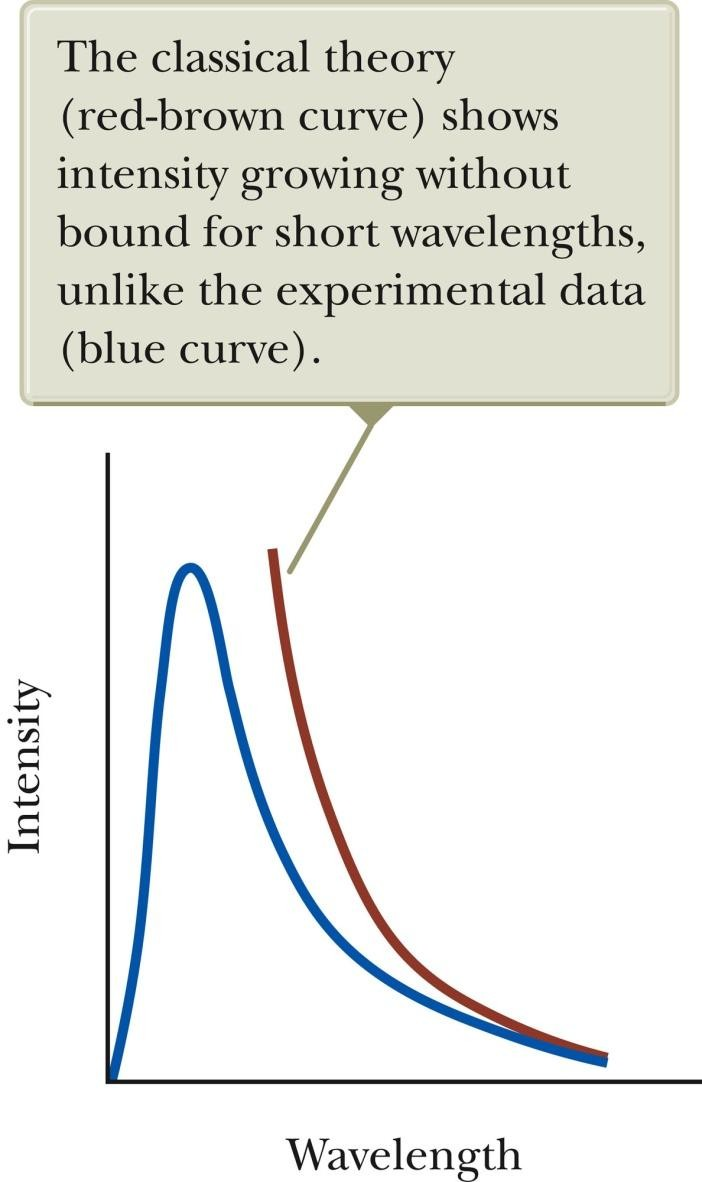 The classical theory
(red-brown curve) shows
intensity growing without
bound for short wavelengths,
unlike the experimental data
(blue curve).
Intensity
Wavelength